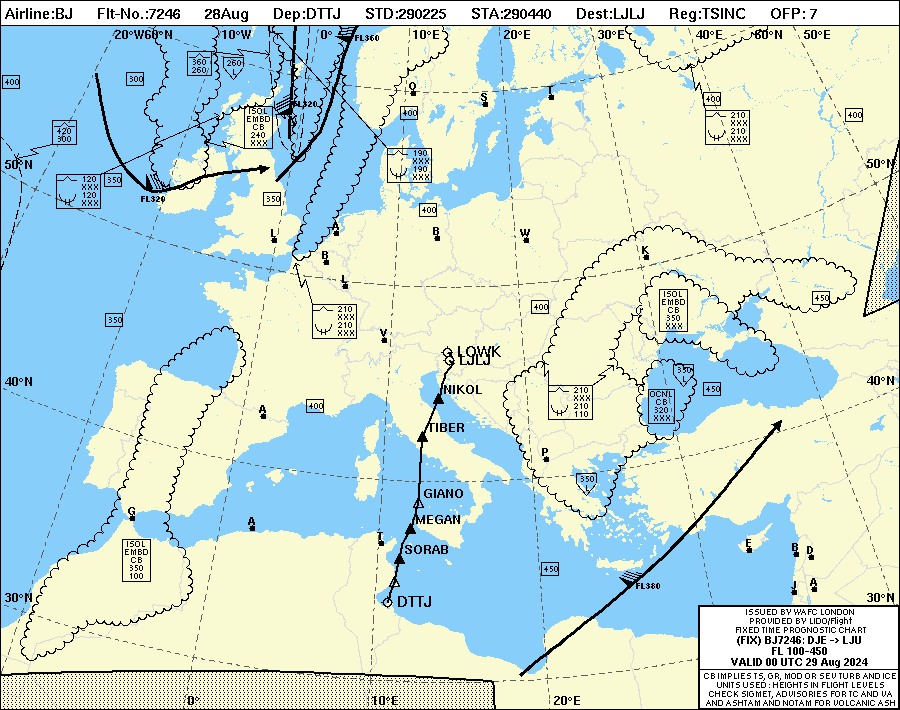 Airline:BJ Flt-No.:7246 28Aug Dep:DTTJ STD:290225 STA:290440 Dest:LJLJ Reg:TSINC OFP: 7
20°W60°N 10°W 0° FL360 10°E 20°E 30°E 40°E 60°N 50°E
360
260/
260
400
300
FL320
O
S
T
400
400
400
ISOL
EMBD
CB
240
XXX
210
XXX
210
XXX
420
300
50°N
50°N
190
XXX
190
XXX
120
XXX
120
XXX
350
FL320
350
400
L
A
B
W
K
B
L
ISOL
EMBD
CB
350
XXX
450
210
XXX
210
XXX
400
350
V
LOWK
LJLJ
350
L
40°N
40°N
NIKOL
210
XXX
210
110
OCNL
CB
320
XXX
450
400
A
TIBER
P
350
L
GIANO
G
A
MEGAN
T
SORAB
ISOL
EMBD
CB
350
100
E
B
D
450
FL380
J
A
30°N
30°N
DTTJ
ISSUED BY WAFC LONDON
PROVIDED BY LIDO/Flight
FIXED TIME PROGNOSTIC CHART
(FIX) BJ7246: DJE -> LJU
FL 100-450
VALID 00 UTC 29 Aug 2024
CB IMPLIES TS, GR, MOD OR SEV TURB AND ICE
UNITS USED : HEIGHTS IN FLIGHT LEVELS
CHECK SIGMET, ADVISORIES FOR TC AND VA
AND ASHTAM AND NOTAM FOR VOLCANIC ASH
0° 10°E 20°E